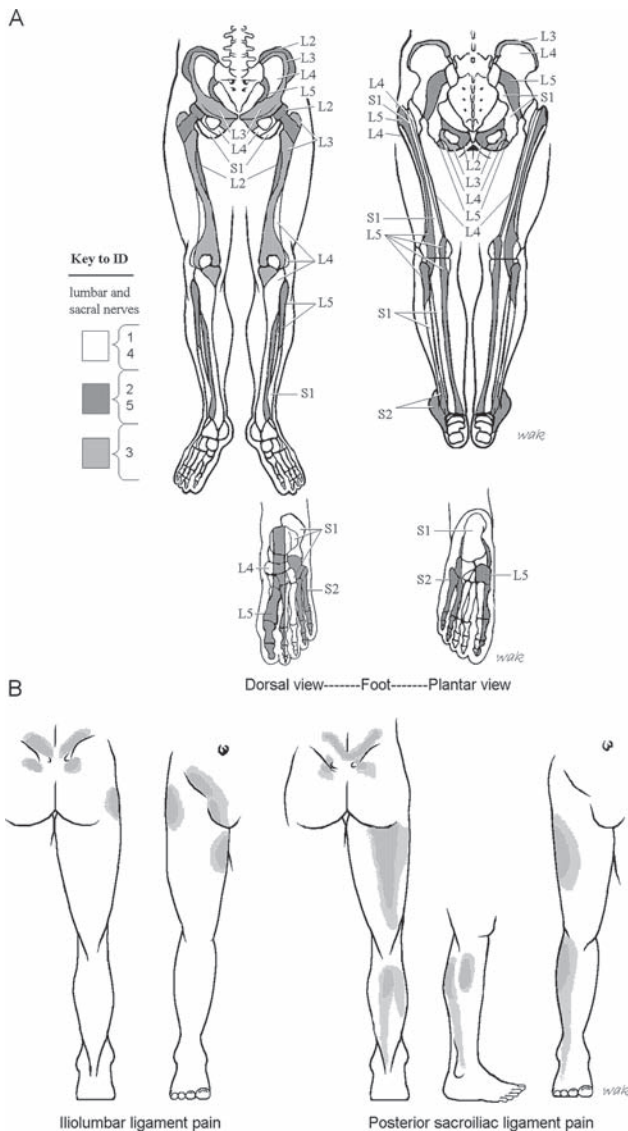 A
L2
L3
L4
L5
L2
L3
L3
L4
S1
L2
L4
L5
S1
L3
L4
L5
S1
L4
S1
L5
L4
L2
L3
L4
L5
L4
S1
L5
S1
S2
wak
Key to ID
lumbar and
sacral nerves
1
4
2
5
3
S1
L4
S2
L5
S1
S2
L5
wak
Dorsal view-------Foot------Plantar view
B
wak
Iliolumbar ligament pain
Posterior sacroiliac ligament pain